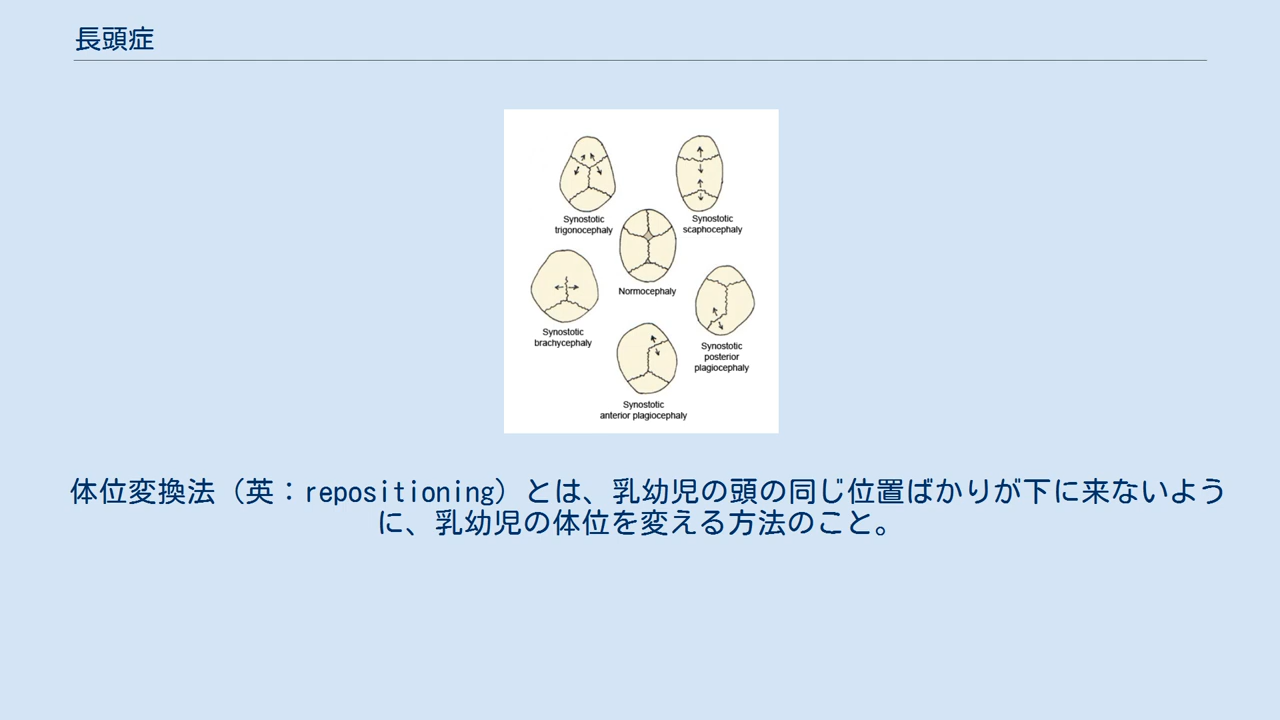 長頭症
Synostotic
trigonocephaly
Synostotic
scaphocephaly
Normocephaly
Synostotic
brachycephaly
Synostotic
posterior
plagiocephaly
Synostotic
anterior plagiocephaly
体位変換法（英：repositioning）とは、乳幼児の頭の同じ位置ばかりが下に来ないよう
に、乳幼児の体位を変える方法のこと。